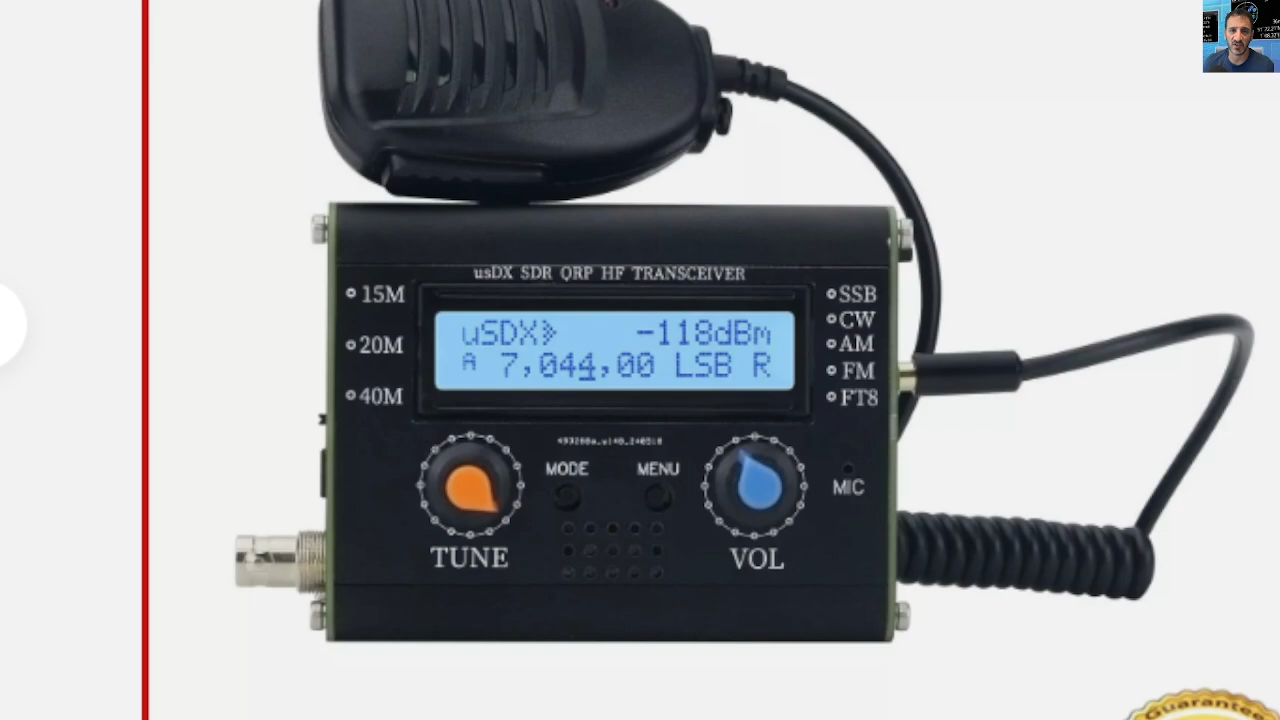 usDX SDR QRP HF TRANSCEIVER
15M
20M
40M
uSDX -118dBm
A 7,044,00 LSB R
SSB
CW
AM
FM
FT8
MODE
MENU
TUNE
VOL
MIC
Guarantee